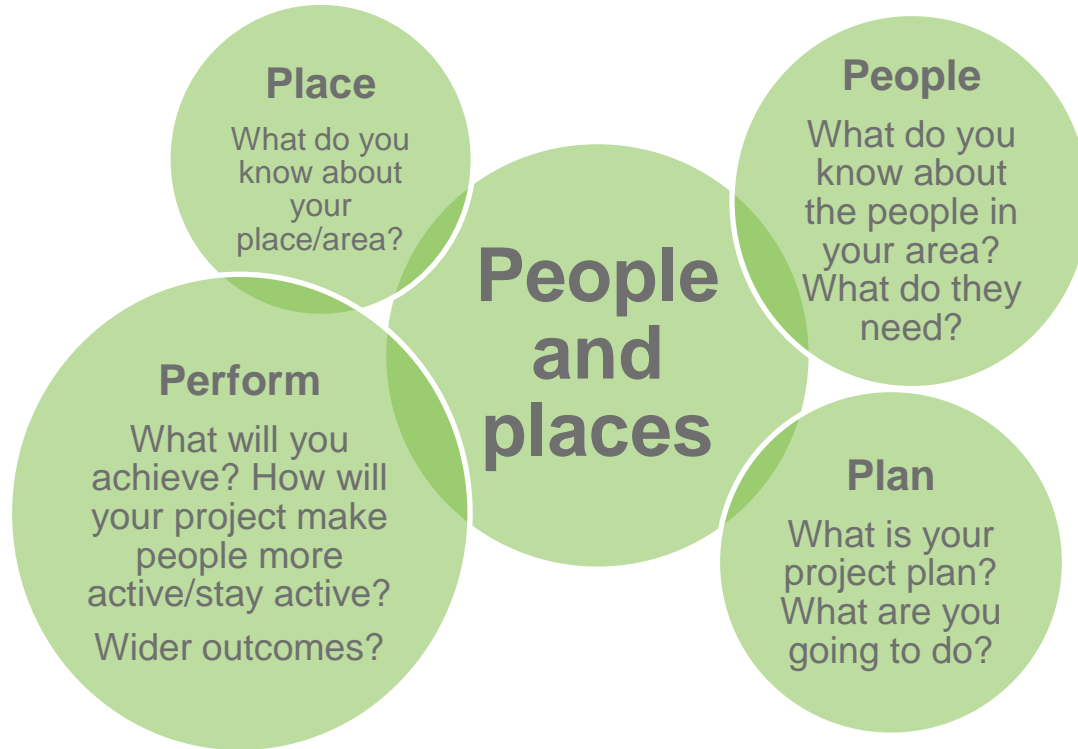 Place
What do you
know about
your
place/area?
People
What do you
know about
the people in
your area?
What do they
need?
People
and
places
Perform
What will you
achieve? How will
your project make
people more
active/stay active?
Wider outcomes?
Plan
What is your
project plan?
What are you
going to do?